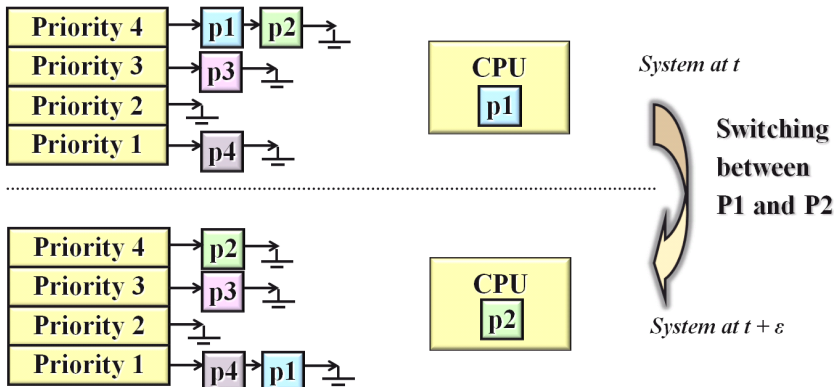 Priority 4 p1 p2
Priority 3 p3
Priority 2
Priority 1 p4
CPU
p1
System at t
Switching
between
P1 and P2
Priority 4 p2
Priority 3 p3
Priority 2
Priority 1 p4 p1
CPU
p2
System at t + ε